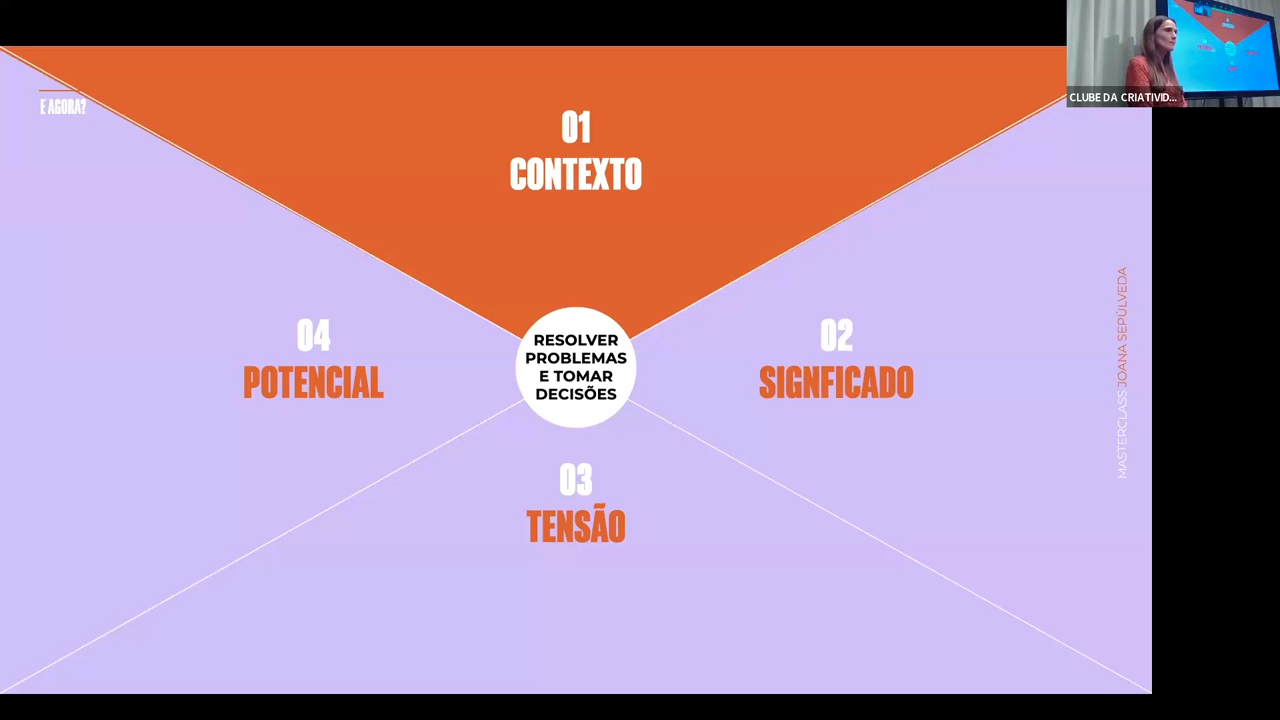 E AGORA?
CLUBE DA CRIATIVID...
01
CONTEXTO
04
POTENCIAL
RESOLVER
PROBLEMAS
E TOMAR
DECISÕES
02
SIGNFICADO
03
TENSÃO
MASTERCLASS JOANA SEPÚLVEDA